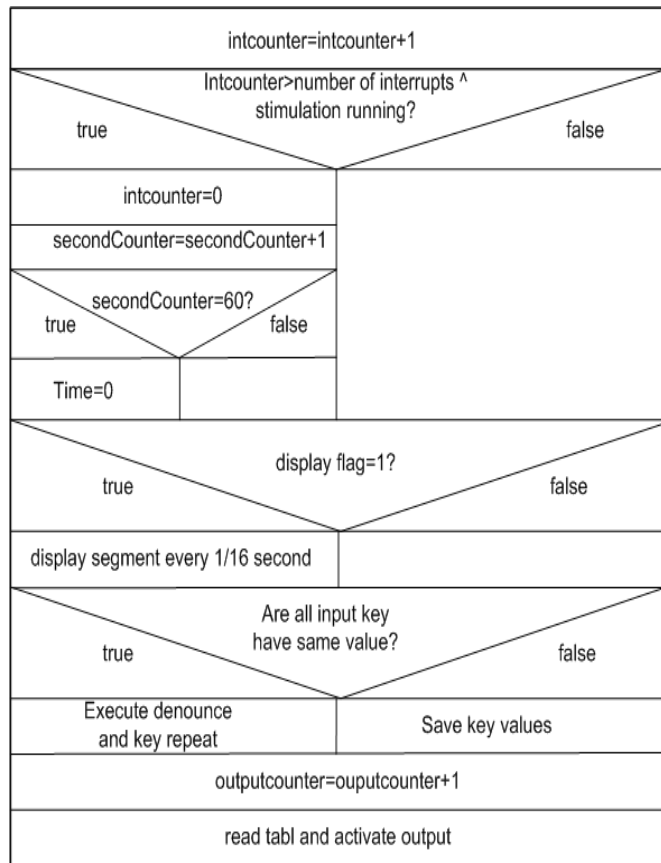 intcounter=intcounter+1
Intcounter>number of interrupts ^
stimulation running?
true
false
intcounter=0
secondCounter=secondCounter+1
secondCounter=60?
true
false
Time=0
display flag=1?
true
false
display segment every 1/16 second
Are all input key
have same value?
true
false
Execute denounce
and key repeat
Save key values
outputcounter=ouputcounter+1
read tabl and activate output